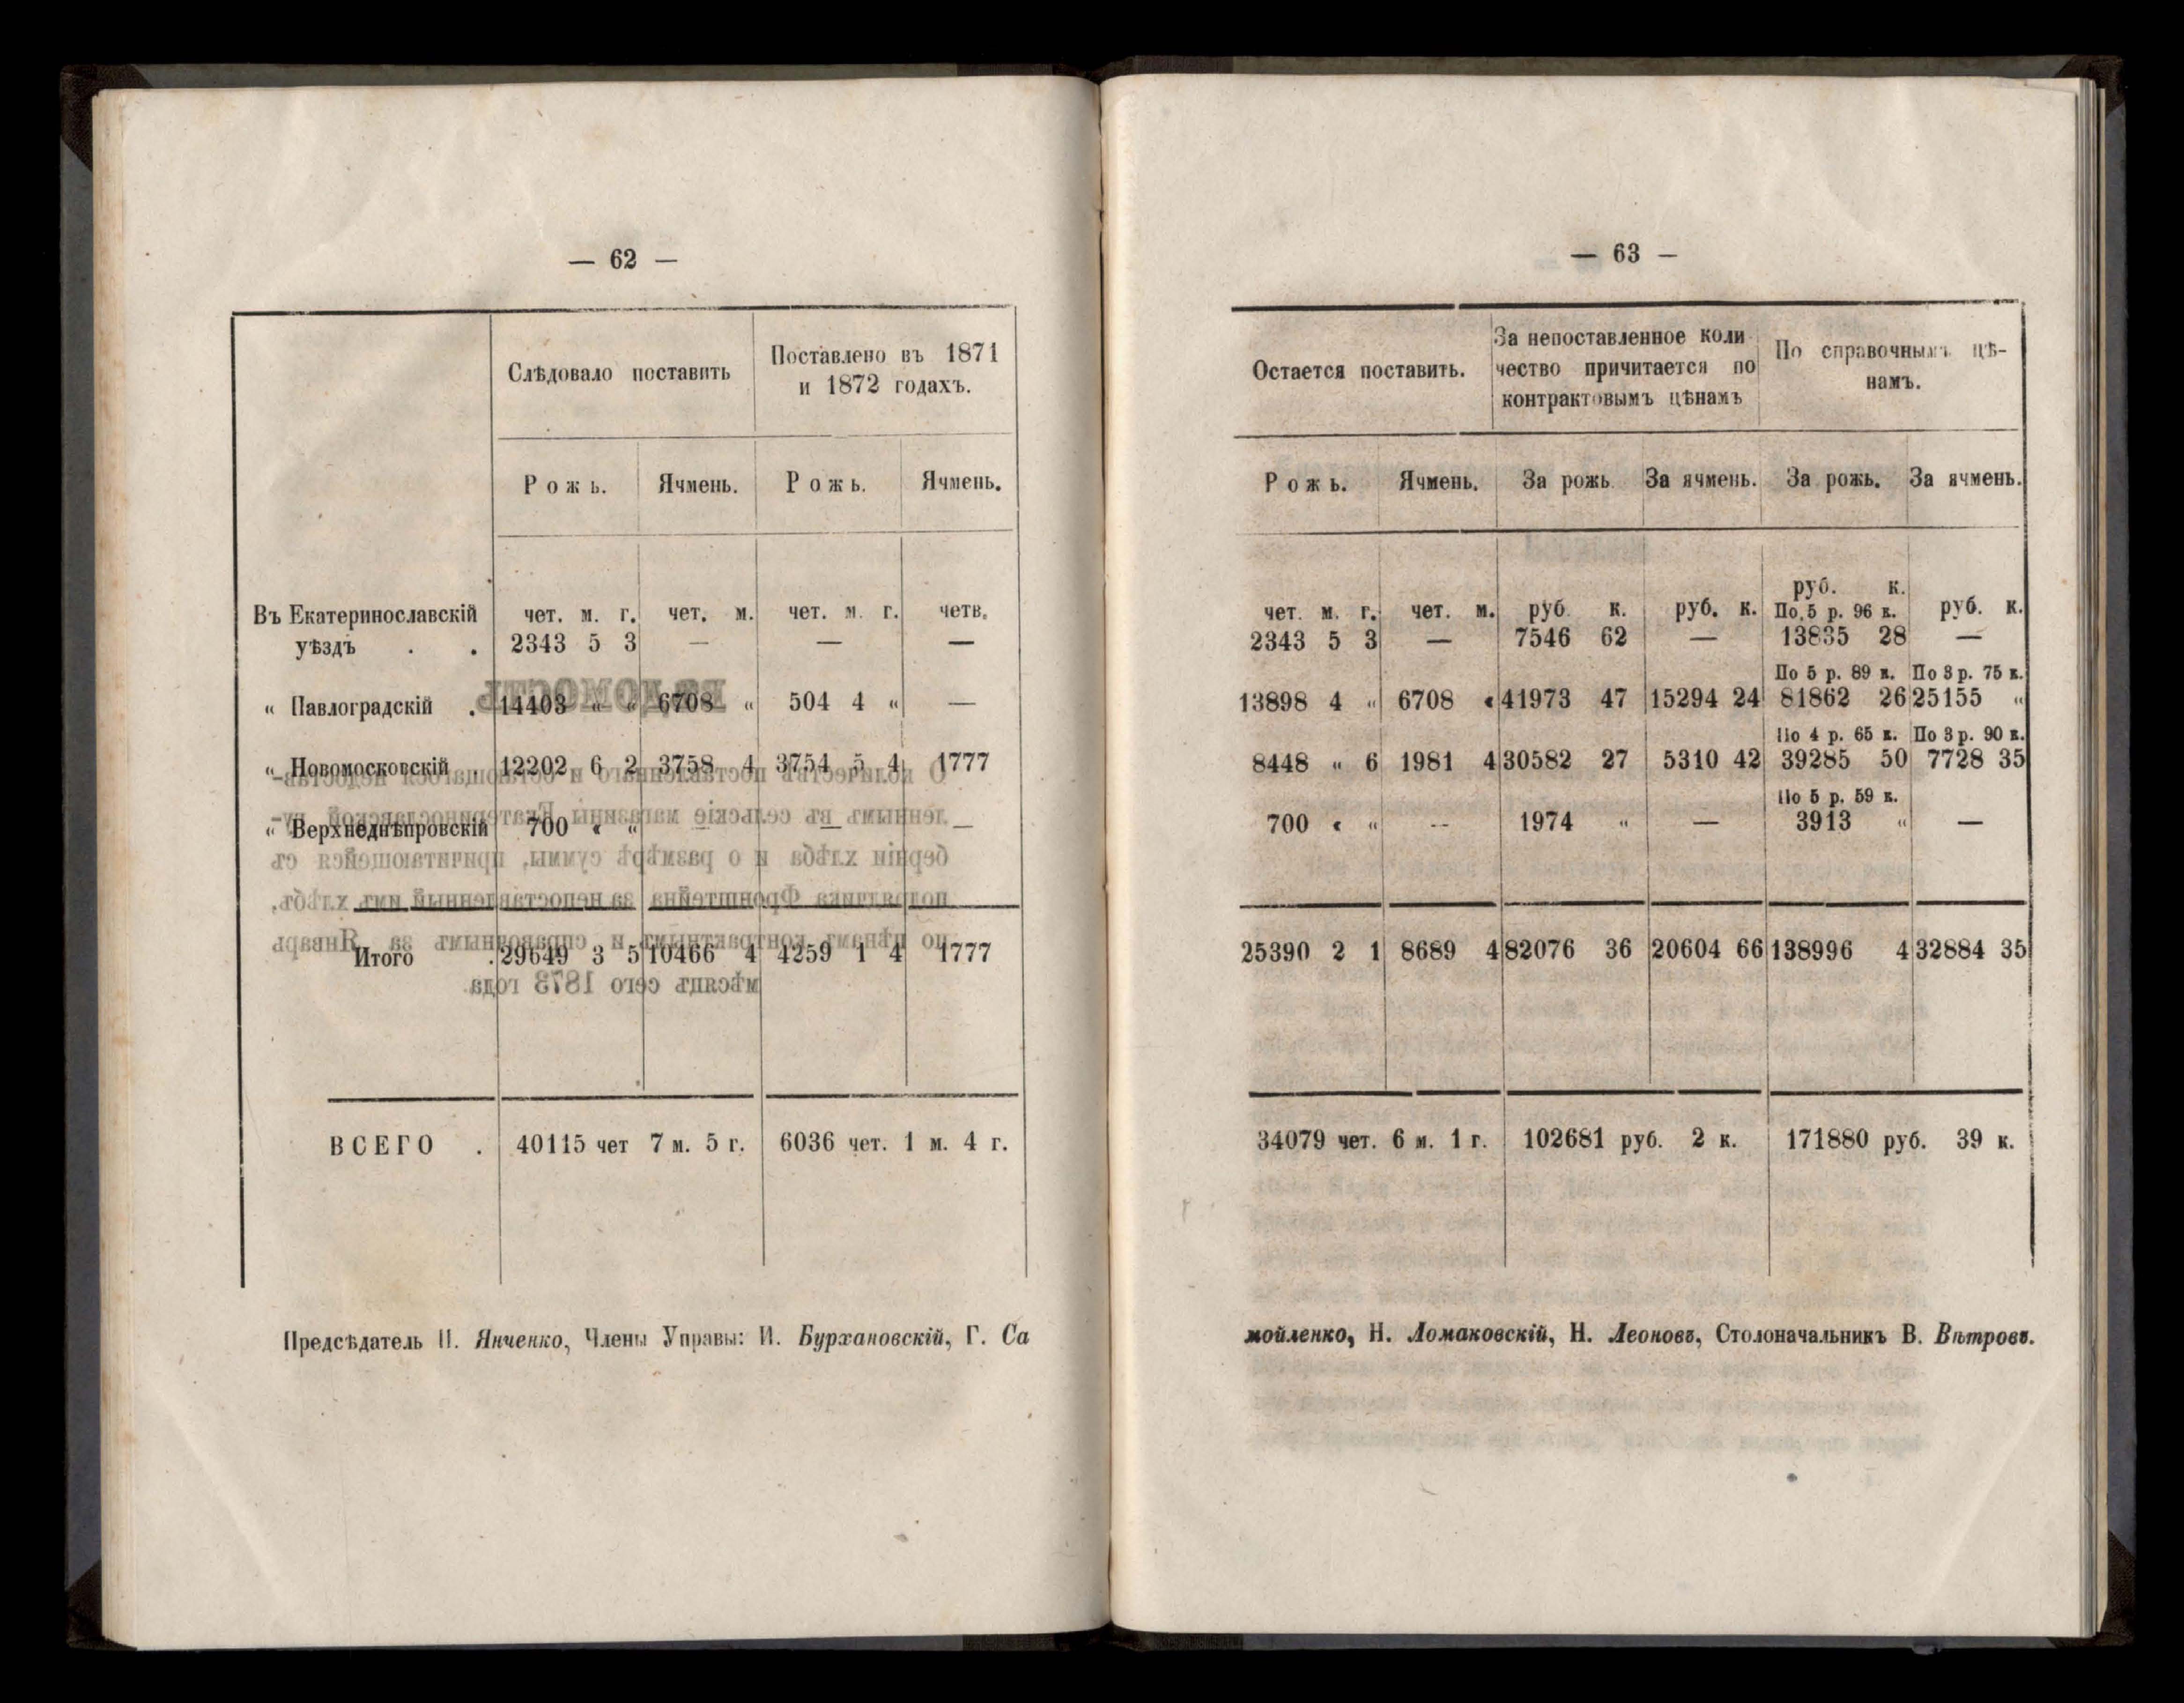 — 62 —
Слѣдовало поставить
Поставлено въ 1871
и 1872 годахъ.
Рожь. Ячмень. Рожь. Ячмень.
Въ Екатеринославскій чет. м. г. чет. м. чет. м. г. четв.
уѣздъ . . 2343 5 3 — — —
„ Павлоградскій . 14403 „ „ 6708 „ 504 4 „ —
„ Новомосковскій . 12202 6 2 3758 4 3754 5 4 1777
„ Верхнеднѣпровскій 700 „ „ — — —
Итого . 29649 3 5 10466 4 4259 1 4 1777
ВСЕГО . 40115 чет 7 м. 5 г. 6036 чет. 1 м. 4 г.
Предсѣдатель И. Янченко, Члены Управы: И. Бурхановскій, Г. Са
— 63 —
Остается поставить.
За непоставленное коли-
чество причитается по
контрактовымъ цѣнамъ
По справочнымъ цѣ-
намъ.
Рожь. Ячмень. За рожь За ячмень. За рожь. За ячмень.
руб. к.
чет. м. г. чет. м. руб. к. руб. к. По 5 р. 96 к. руб. к.
2343 5 3 — 7546 62 — 13835 28 —
По 5 р. 89 к. По 3 р. 75 к.
13898 4 „ 6708 „ 41973 47 15294 24 81862 26 25155 „
По 4 р. 65 к. По 3 р. 90 к.
8448 „ 6 1981 4 30582 27 5310 42 39285 50 7728 35
По 5 р. 59 к.
700 „ „ — 1974 „ — 3913 „ —
25390 2 1 8689 4 82076 36 20604 66 138996 4 32884 35
34079 чет. 6 м. 1 г. 102681 руб. 2 к. 171880 руб. 39 к.
мойленко, Н. Ломаковскій, Н. Леоновъ, Столоначальникъ В. Вѣтровъ.